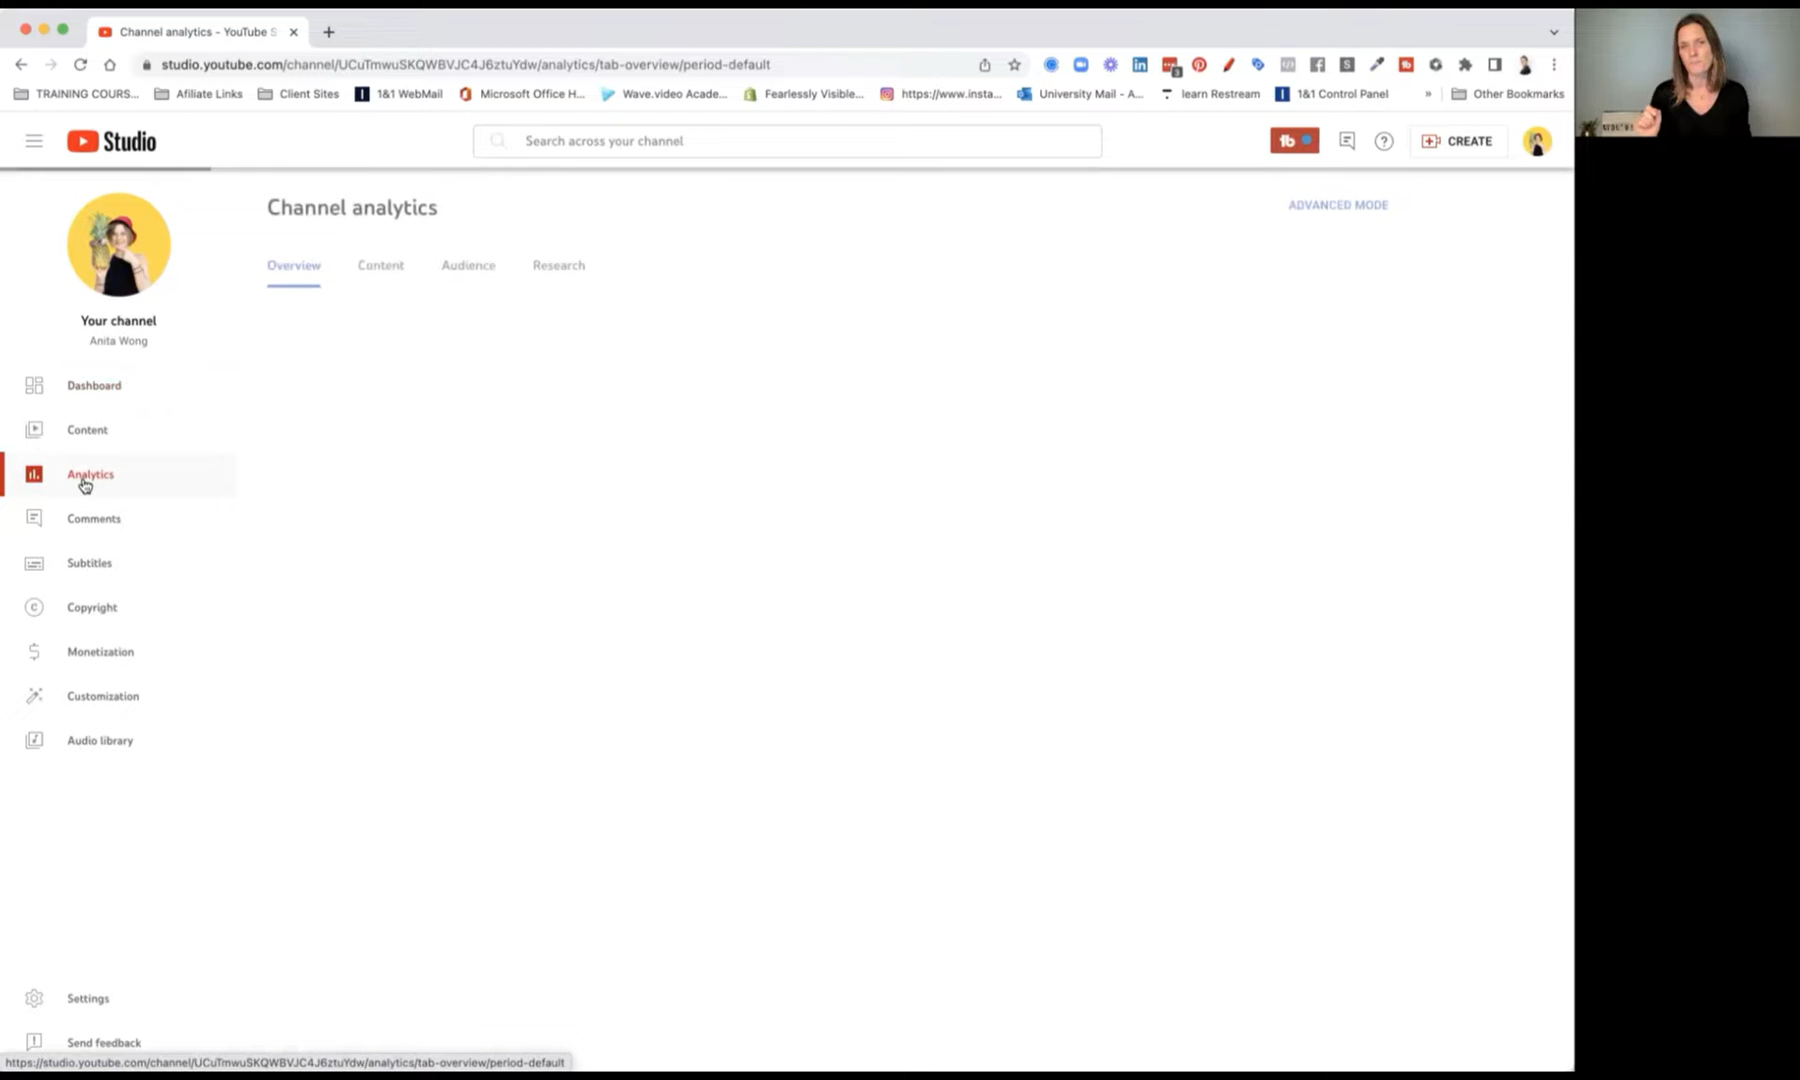 Channel analytics - YouTube S
studio.youtube.com/channel/UCuTmwuSKQWBVJC4J6ztuYdw/analytics/tab-overview/period-default
TRAINING COURS...
Afiliate Links
Client Sites
1&1 WebMail
Microsoft Office H...
Wave.video Acade...
Fearlessly Visible...
https://www.insta...
University Mail - A...
learn Restream
1&1 Control Panel
»
Other Bookmarks
Studio
Search across your channel
CREATE
Channel analytics
ADVANCED MODE
Overview
Content
Audience
Research
Your channel
Anita Wong
Dashboard
Content
Analytics
Comments
Subtitles
Copyright
Monetization
Customization
Audio library
Settings
Send feedback
https://studio.youtube.com/channel/UCuTmwuSKQWBVJC4J6ztuYdw/analytics/tab-overview/period-default